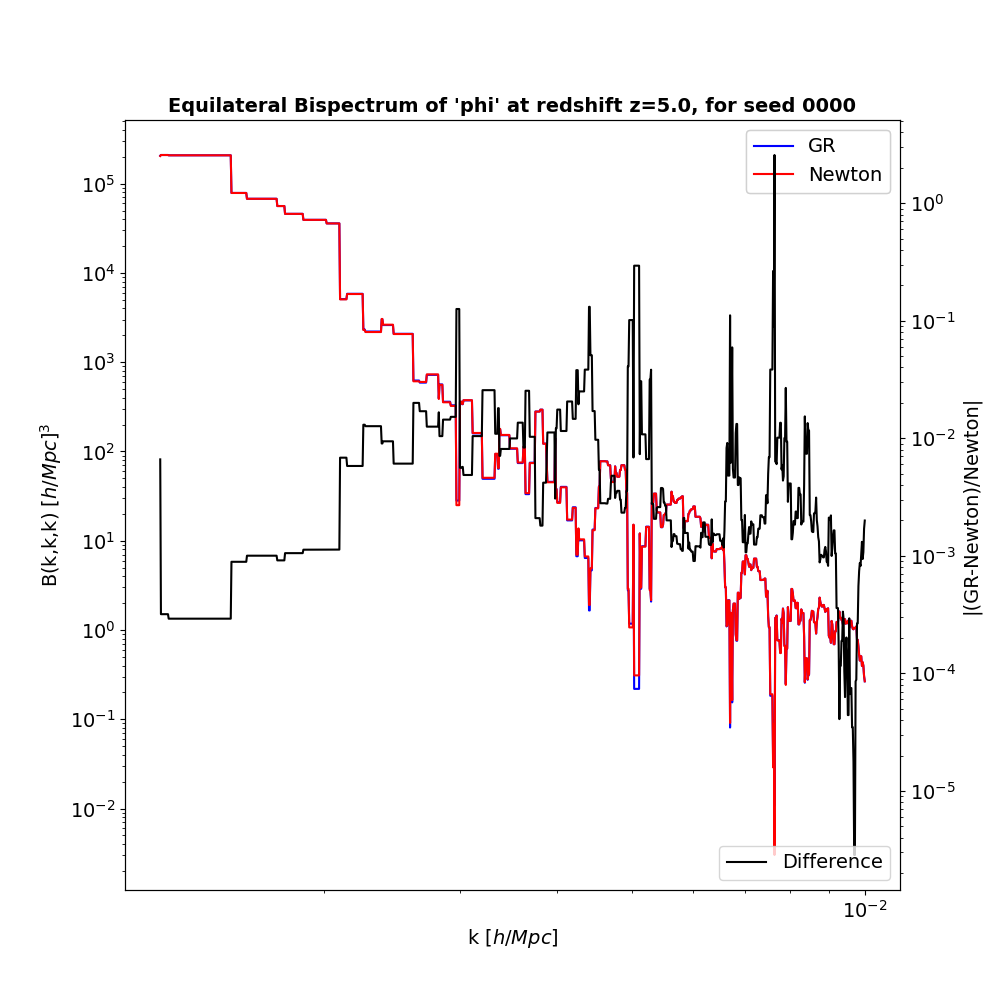 Equilateral Bispectrum of 'phi' at redshift z=5.0, for seed 0000
GR
Newton
10^5
10^4
10^3
10^2
10^1
10^0
10^-1
10^-2
B(k,k,k) [h/Mpc]^3
10^0
10^-1
10^-2
10^-3
10^-4
10^-5
|(GR-Newton)/Newton|
Difference
10^-2
k [h/Mpc]